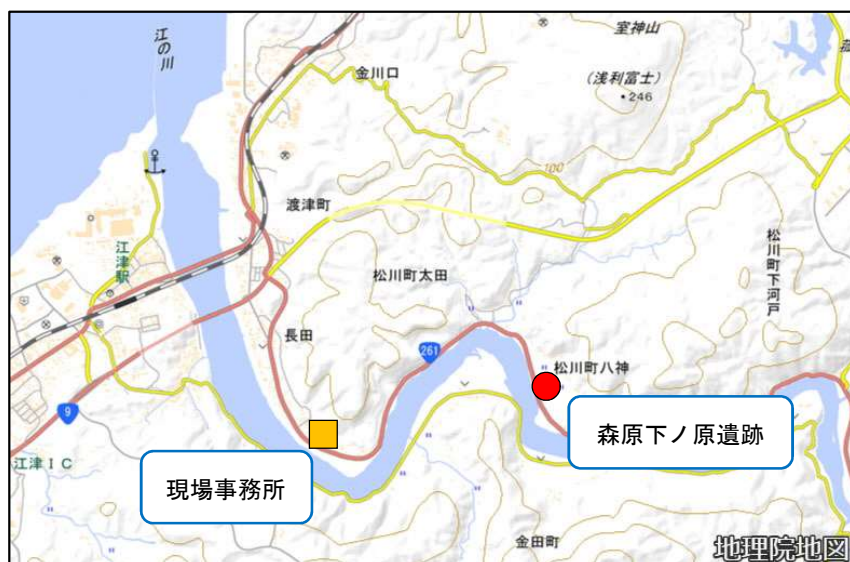 江の川
室神山
(浅利富士)
・246
金川口
100
渡津町
江津駅
松川町太田
松川町下河戸
長田
261
松川町八神
9
森原下ノ原遺跡
江津IC
現場事務所
金田町
地理院地図